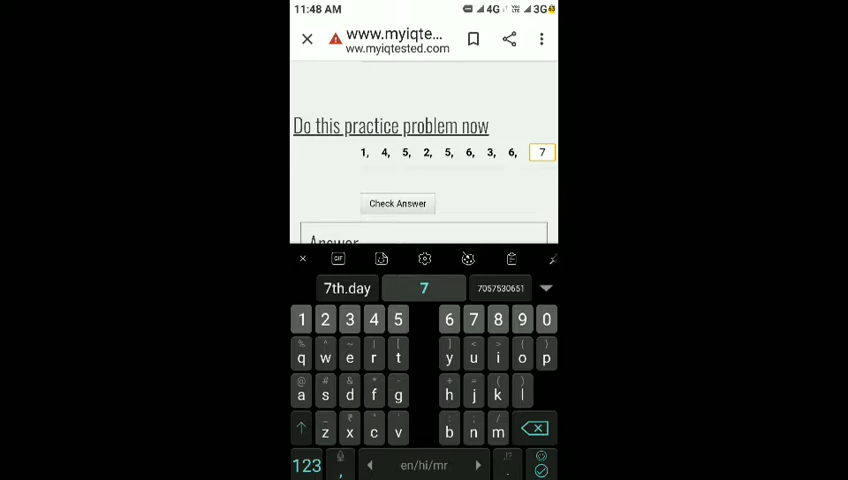 11:48 AM 4G 3G
www.myiqte...
ww.myiqtested.com
Do this practice problem now
1, 4, 5, 2, 5, 6, 3, 6, 7
Check Answer
Answer
GIF
7th.day 7 7057530651
1 2 3 4 5 6 7 8 9 0
% ^ ~ | [ ] < > { }
q w e r t y u i o p
@ # & * - + = ( )
a s d f g h j k l
_ ₹ " ' : ; /
z x c v b n m
,!?
123 , en/hi/mr .